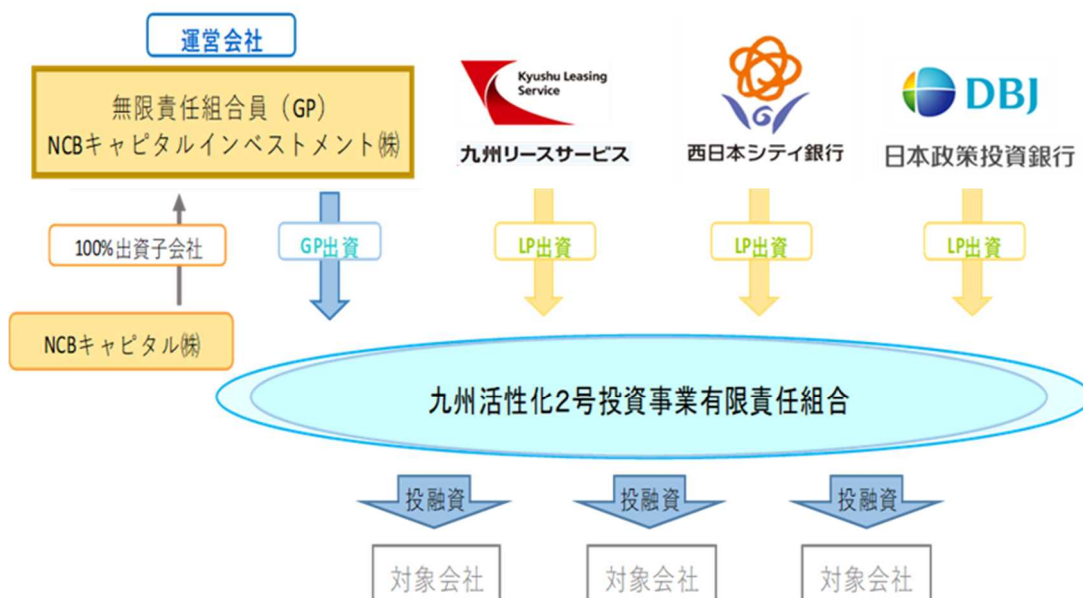 運営会社
無限責任組合員（GP）
NCBキャピタルインベストメント㈱
Kyushu Leasing
Service
九州リースサービス
西日本シティ銀行
DBJ
日本政策投資銀行
100%出資子会社
GP出資
LP出資
LP出資
LP出資
NCBキャピタル㈱
九州活性化2号投資事業有限責任組合
投融資
投融資
投融資
対象会社
対象会社
対象会社